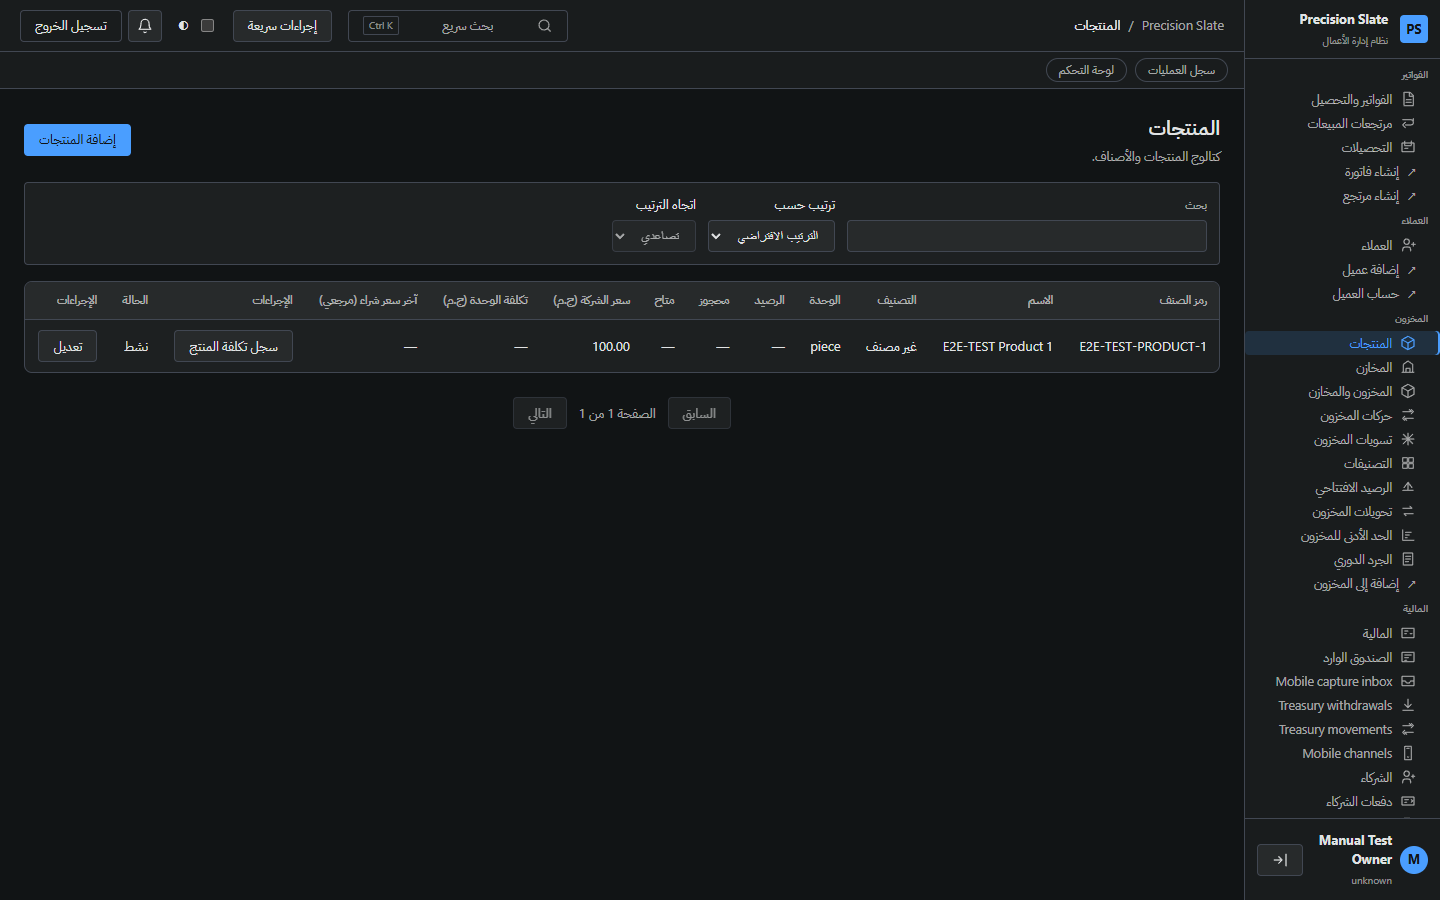 PS
Precision Slate
نظام إدارة الأعمال
Precision Slate / المنتجات
بحث سريع Ctrl K
إجراءات سريعة
تسجيل الخروج
سجل العمليات
لوحة التحكم
الفواتير
الفواتير والتحصيل
مرتجعات المبيعات
التحصيلات
إنشاء فاتورة
إنشاء مرتجع
العملاء
العملاء
إضافة عميل
حساب العميل
المخزون
المنتجات
المخازن
المخزون والمخازن
حركات المخزون
تسويات المخزون
التصنيفات
الرصيد الافتتاحي
تحويلات المخزون
الحد الأدنى للمخزون
الجرد الدوري
إضافة إلى المخزون
المالية
المالية
الصندوق الوارد
Mobile capture inbox
Treasury withdrawals
Treasury movements
Mobile channels
الشركاء
دفعات الشركاء
Manual Test Owner
unknown
M
المنتجات
كتالوج المنتجات والأصناف.
إضافة المنتجات
بحث
ترتيب حسب
اتجاه الترتيب
الترتيب الافتراضي
تصاعدي
رمز الصنف الاسم التصنيف الوحدة الرصيد محجوز متاح سعر الشركة (ج.م) تكلفة الوحدة (ج.م) آخر سعر شراء (مرجعي) الإجراءات الحالة الإجراءات
E2E-TEST-PRODUCT-1 E2E-TEST Product 1 غير مصنف piece — — — 100.00 — — سجل تكلفة المنتج نشط تعديل
السابق الصفحة 1 من 1 التالي